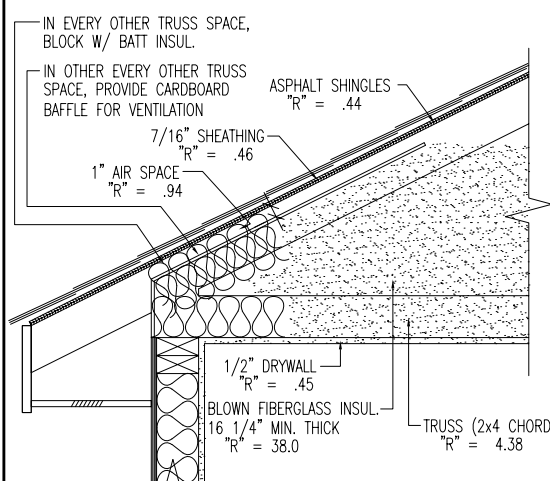 IN EVERY OTHER TRUSS SPACE,
BLOCK W/ BATT INSUL.
IN OTHER EVERY OTHER TRUSS
SPACE, PROVIDE CARDBOARD
BAFFLE FOR VENTILATION
ASPHALT SHINGLES
"R" = .44
7/16" SHEATHING
"R" = .46
1" AIR SPACE
"R" = .94
1/2" DRYWALL
"R" = .45
BLOWN FIBERGLASS INSUL.
16 1/4" MIN. THICK
"R" = 38.0
TRUSS (2x4 CHORD
"R" = 4.38